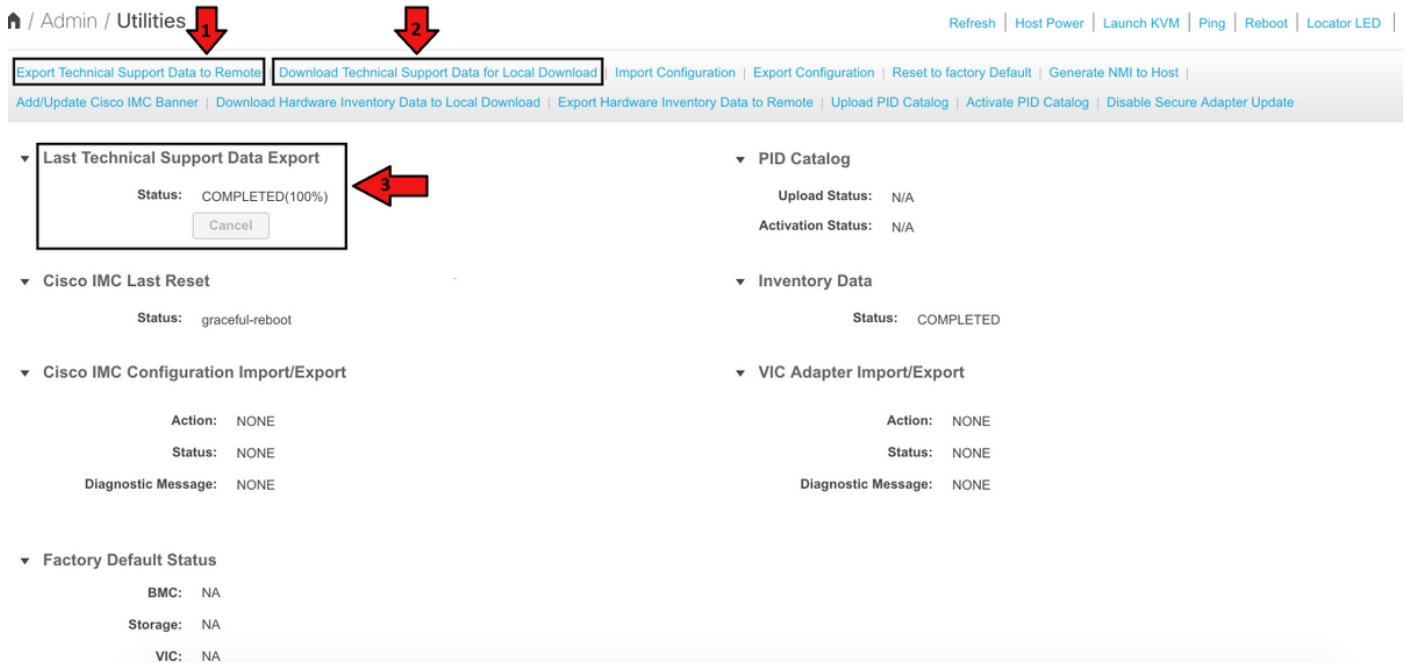 / Admin / Utilities
1
2
Refresh | Host Power | Launch KVM | Ping | Reboot | Locator LED |
Export Technical Support Data to Remote | Download Technical Support Data for Local Download | Import Configuration | Export Configuration | Reset to factory Default | Generate NMI to Host |
Add/Update Cisco IMC Banner | Download Hardware Inventory Data to Local Download | Export Hardware Inventory Data to Remote | Upload PID Catalog | Activate PID Catalog | Disable Secure Adapter Update
Last Technical Support Data Export
Status: COMPLETED(100%)
Cancel
3
PID Catalog
Upload Status: N/A
Activation Status: N/A
Cisco IMC Last Reset
Status: graceful-reboot
Inventory Data
Status: COMPLETED
Cisco IMC Configuration Import/Export
Action: NONE
Status: NONE
Diagnostic Message: NONE
VIC Adapter Import/Export
Action: NONE
Status: NONE
Diagnostic Message: NONE
Factory Default Status
BMC: NA
Storage: NA
VIC: NA